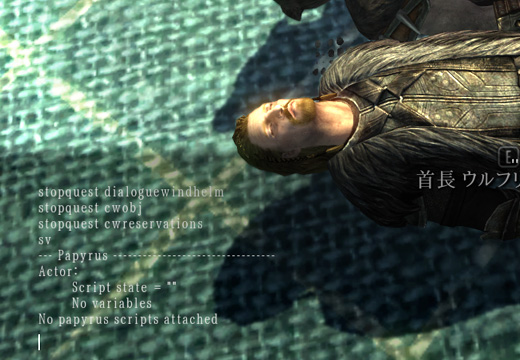 E
首長 ウルフ
stopquest dialoguewindhelm
stopquest cwobj
stopquest cwreservations
sv
--- Papyrus ------------------------------------
Actor:
Script state = ""
No variables
No papyrus scripts attached